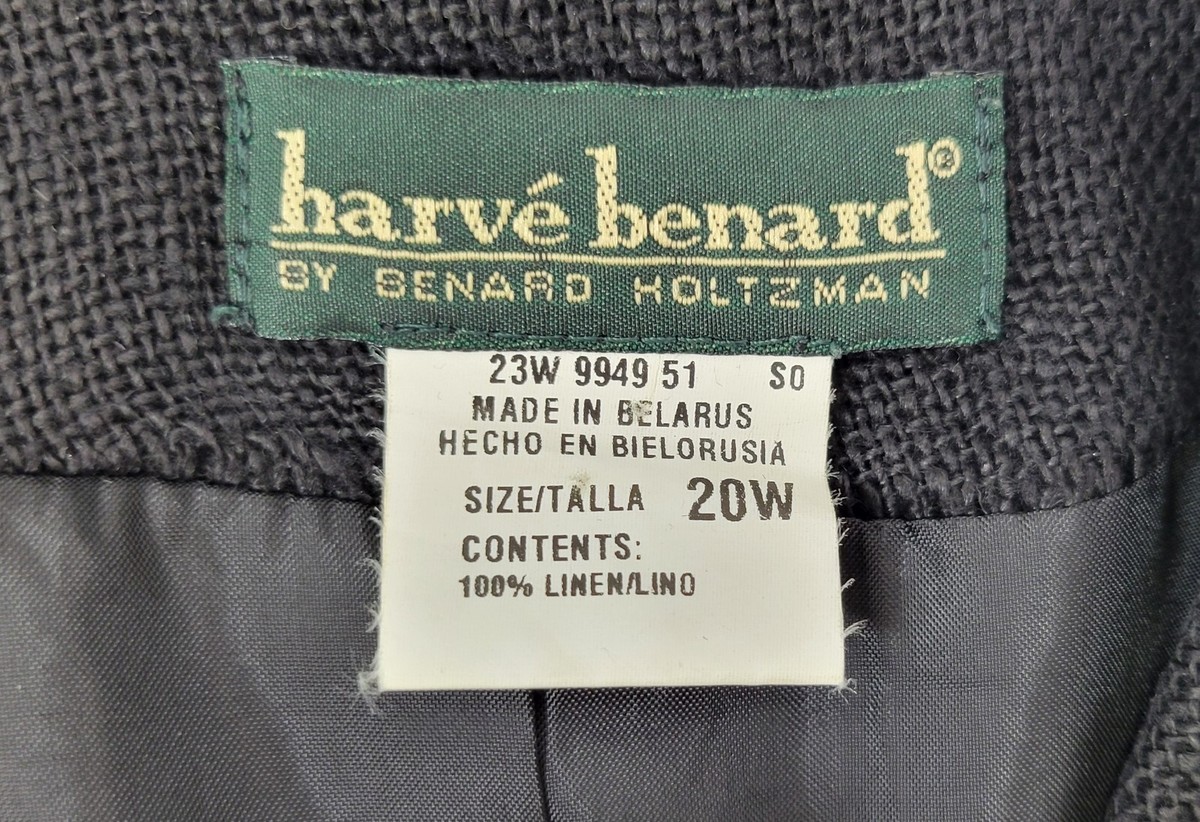 harvé benard®
BY BENARD HOLTZMAN
23W 9949 51 S0
MADE IN BELARUS
HECHO EN BIELORUSIA
SIZE/TALLA 20W
CONTENTS:
100% LINEN/LINO